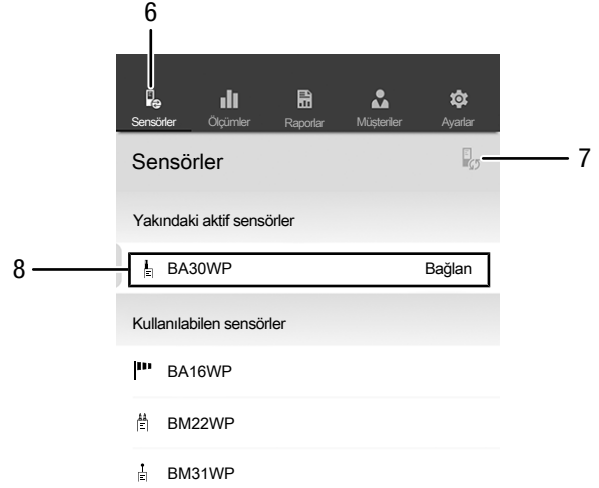 6
Sensörler Ölçümler Raporlar Müşteriler Ayarlar
Sensörler
7
Yakındaki aktif sensörler
8
BA30WP Bağlan
Kullanılabilen sensörler
BA16WP
BM22WP
BM31WP